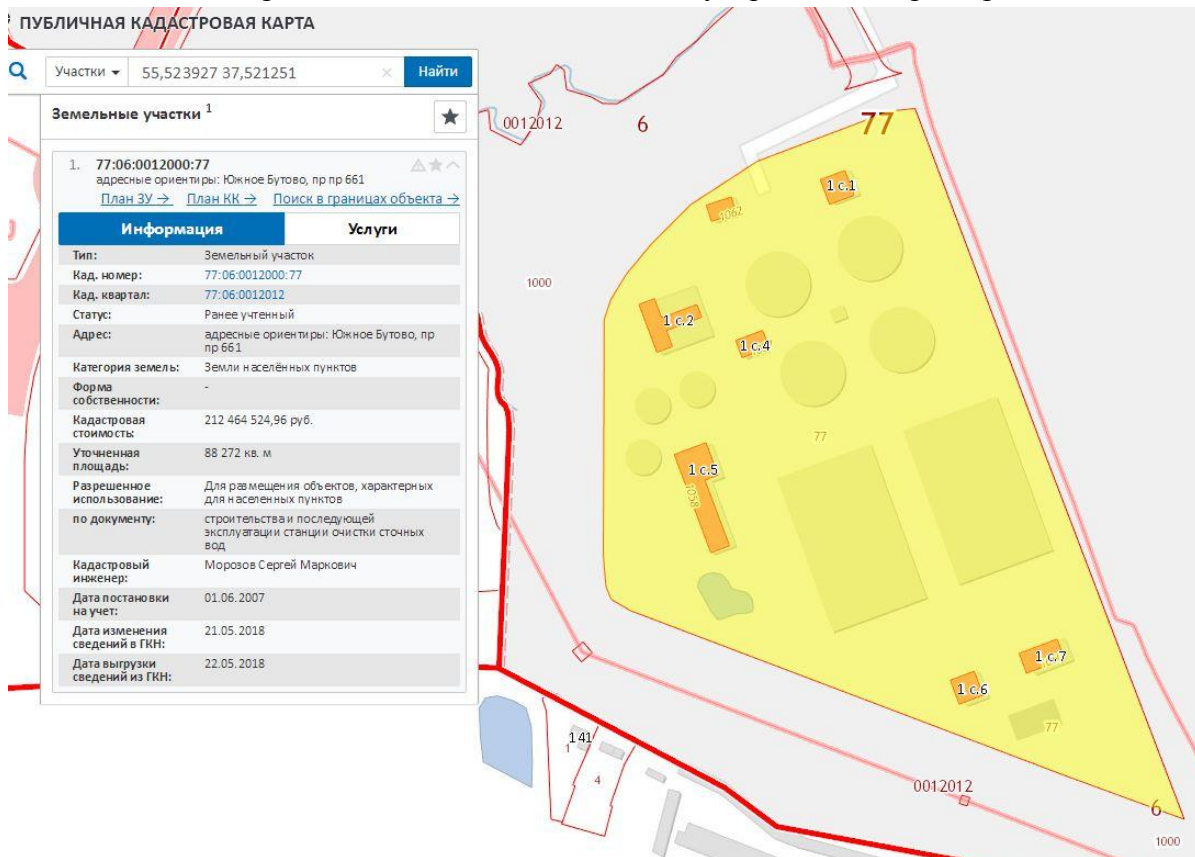 ПУБЛИЧНАЯ КАДАСТРОВАЯ КАРТА
Участки 55,523927 37,521251 × Найти
Земельные участки 1
1. 77:06:0012000:77
адресные ориентиры: Южное Бутово, пр пр 661
План ЗУ → План КК → Поиск в границах объекта →
Информация Услуги
Тип: Земельный участок
Кад. номер: 77:06:0012000:77
Кад. квартал: 77:06:0012012
Статус: Ранее учтенный
Адрес: адресные ориентиры: Южное Бутово, пр
пр 661
Категория земель: Земли населённых пунктов
Форма -
собственности:
Кадастровая 212 464 524,96 руб.
стоимость:
Уточненная 88 272 кв. м
площадь:
Разрешенное Для размещения объектов, характерных
использование: для населенных пунктов
по документу: строительства и последующей
эксплуатации станции очистки сточных
вод
Кадастровый Морозов Сергей Маркович
инженер:
Дата постановки 01.06.2007
на учет:
Дата изменения 21.05.2018
сведений в ГКН:
Дата выгрузки 22.05.2018
сведений из ГКН:
0012012
6
77
1 с.1
1062
1000
1 с.2
1 с.4
77
1 с.5
1058
1 с.7
1 с.6
77
141
1
4
0012012
6
1000